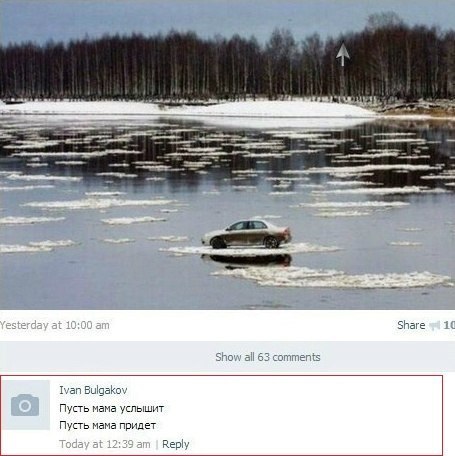 Yesterday at 10:00 am
Share 10
Show all 63 comments
Ivan Bulgakov
Пусть мама услышит
Пусть мама придет
Today at 12:39 am | Reply